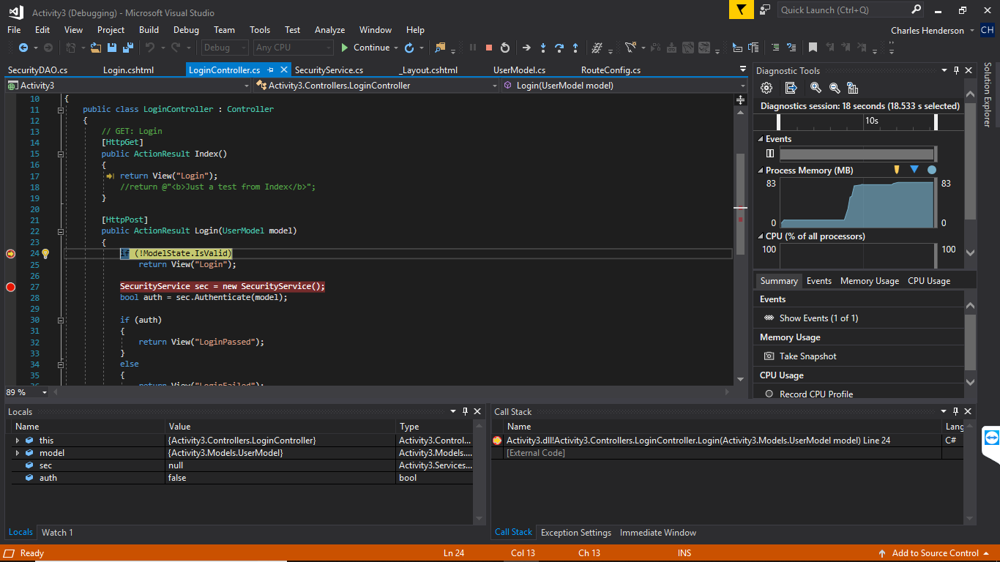 Activity3 (Debugging) - Microsoft Visual Studio
Quick Launch (Ctrl+Q)
File Edit View Project Build Debug Team Tools Test Analyze Window Help
Charles Henderson CH
Debug Any CPU Continue
SecurityDAO.cs Login.cshtml LoginController.cs SecurityService.cs _Layout.cshtml UserModel.cs RouteConfig.cs
Activity3 Activity3.Controllers.LoginController Login(UserModel model)
10 {
11 public class LoginController : Controller
12 {
13 // GET: Login
14 [HttpGet]
15 public ActionResult Index()
16 {
17 return View("Login");
18 //return @"<b>Just a test from Index</b>";
19 }
20
21 [HttpPost]
22 public ActionResult Login(UserModel model)
23 {
24 if (!ModelState.IsValid)
25 return View("Login");
26
27 SecurityService sec = new SecurityService();
28 bool auth = sec.Authenticate(model);
29
30 if (auth)
31 {
32 return View("LoginPassed");
33 }
34 else
35 {
36 return View("LoginFailed");
89 %
Diagnostic Tools
Diagnostics session: 18 seconds (18.533 s selected)
10s
Events
Process Memory (MB)
83 83
0 0
CPU (% of all processors)
100 100
Summary Events Memory Usage CPU Usage
Events
Show Events (1 of 1)
Memory Usage
Take Snapshot
CPU Usage
Record CPU Profile
Solution Explorer
Locals
Name Value Type
this {Activity3.Controllers.LoginController} Activity3.Control...
model {Activity3.Models.UserModel} Activity3.Models....
sec null Activity3.Services...
auth false bool
Locals Watch 1
Call Stack
Name Lang
Activity3.dll!Activity3.Controllers.LoginController.Login(Activity3.Models.UserModel model) Line 24 C#
[External Code]
Call Stack Exception Settings Immediate Window
Ready Ln 24 Col 13 Ch 13 INS Add to Source Control